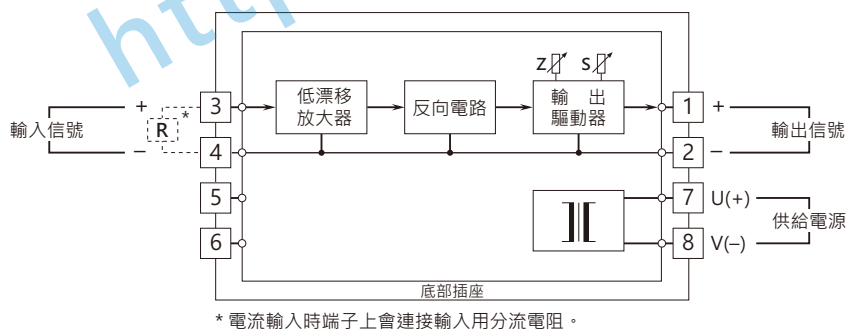 http
Z S
輸入信號
+
–
R
*
3
4
5
6
低漂移
放大器
反向電路
輸 出
驅動器
1
2
7
8
+
–
輸出信號
U(+)
V(–)
供給電源
底部插座
* 電流輸入時端子上會連接輸入用分流電阻。